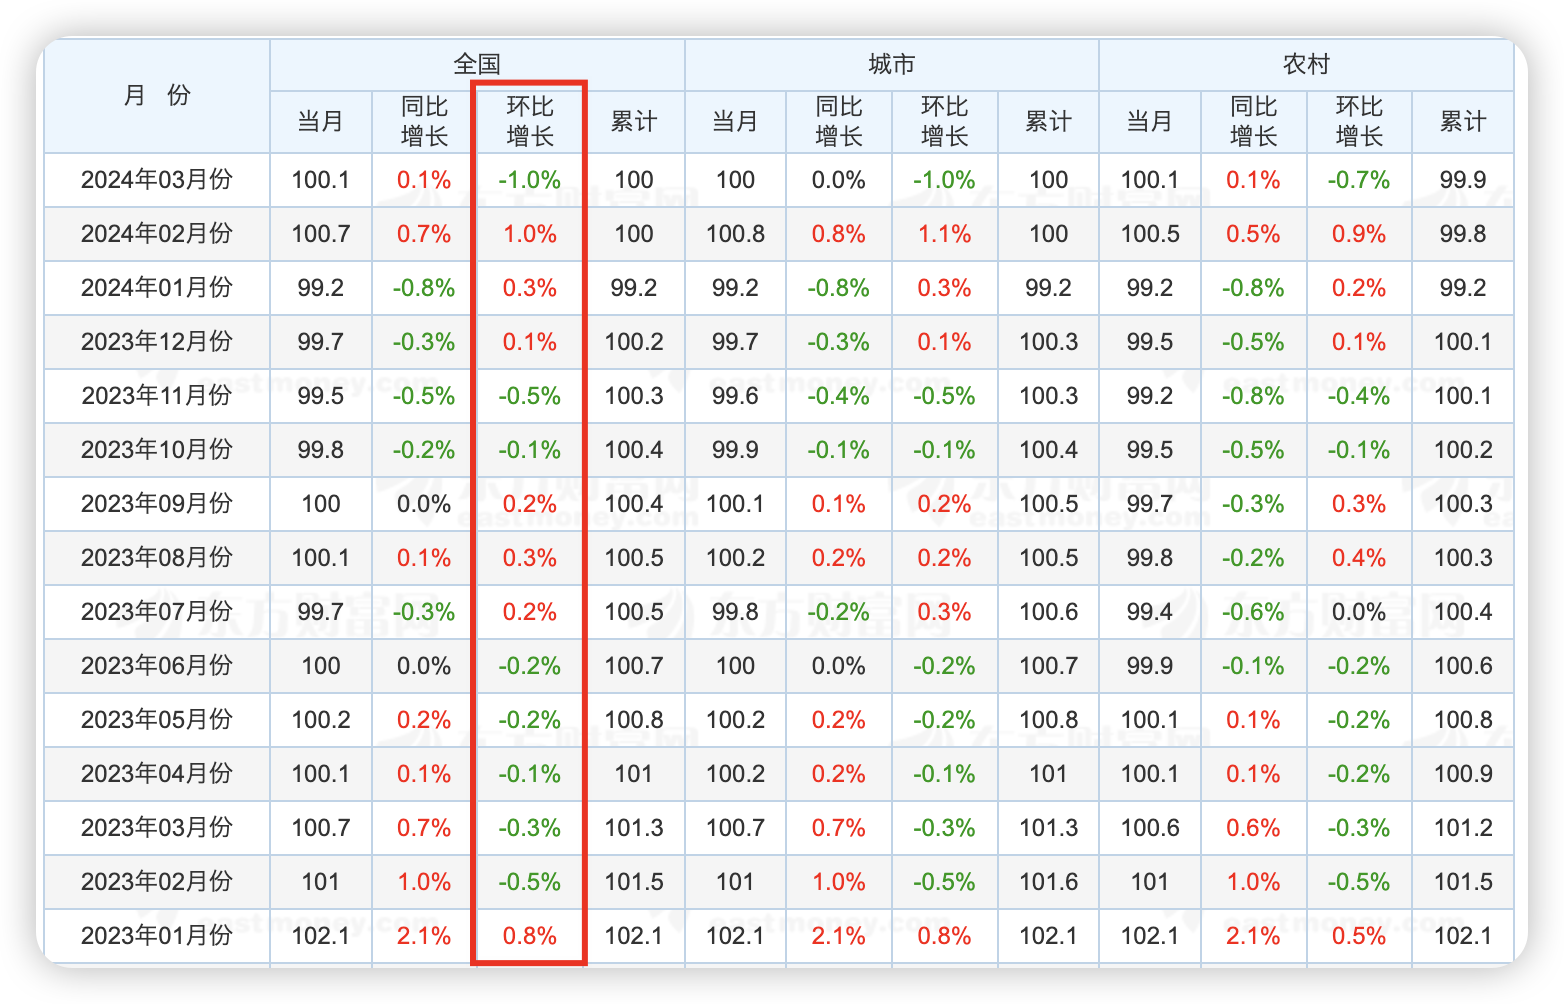 月 份 全国 城市 农村
当月 同比增长 环比增长 累计 当月 同比增长 环比增长 累计 当月 同比增长 环比增长 累计
2024年03月份 100.1 0.1% -1.0% 100 100 0.0% -1.0% 100 100.1 0.1% -0.7% 99.9
2024年02月份 100.7 0.7% 1.0% 100 100.8 0.8% 1.1% 100 100.5 0.5% 0.9% 99.8
2024年01月份 99.2 -0.8% 0.3% 99.2 99.2 -0.8% 0.3% 99.2 99.2 -0.8% 0.2% 99.2
2023年12月份 99.7 -0.3% 0.1% 100.2 99.7 -0.3% 0.1% 100.3 99.5 -0.5% 0.1% 100.1
2023年11月份 99.5 -0.5% -0.5% 100.3 99.6 -0.4% -0.5% 100.3 99.2 -0.8% -0.4% 100.1
2023年10月份 99.8 -0.2% -0.1% 100.4 99.9 -0.1% -0.1% 100.4 99.5 -0.5% -0.1% 100.2
2023年09月份 100 0.0% 0.2% 100.4 100.1 0.1% 0.2% 100.5 99.7 -0.3% 0.3% 100.3
2023年08月份 100.1 0.1% 0.3% 100.5 100.2 0.2% 0.2% 100.5 99.8 -0.2% 0.4% 100.3
2023年07月份 99.7 -0.3% 0.2% 100.5 99.8 -0.2% 0.3% 100.6 99.4 -0.6% 0.0% 100.4
2023年06月份 100 0.0% -0.2% 100.7 100 0.0% -0.2% 100.7 99.9 -0.1% -0.2% 100.6
2023年05月份 100.2 0.2% -0.2% 100.8 100.2 0.2% -0.2% 100.8 100.1 0.1% -0.2% 100.8
2023年04月份 100.1 0.1% -0.1% 101 100.2 0.2% -0.1% 101 100.1 0.1% -0.2% 100.9
2023年03月份 100.7 0.7% -0.3% 101.3 100.7 0.7% -0.3% 101.3 100.6 0.6% -0.3% 101.2
2023年02月份 101 1.0% -0.5% 101.5 101 1.0% -0.5% 101.6 101 1.0% -0.5% 101.5
2023年01月份 102.1 2.1% 0.8% 102.1 102.1 2.1% 0.8% 102.1 102.1 2.1% 0.5% 102.1
东方财富网
eastmoney.com